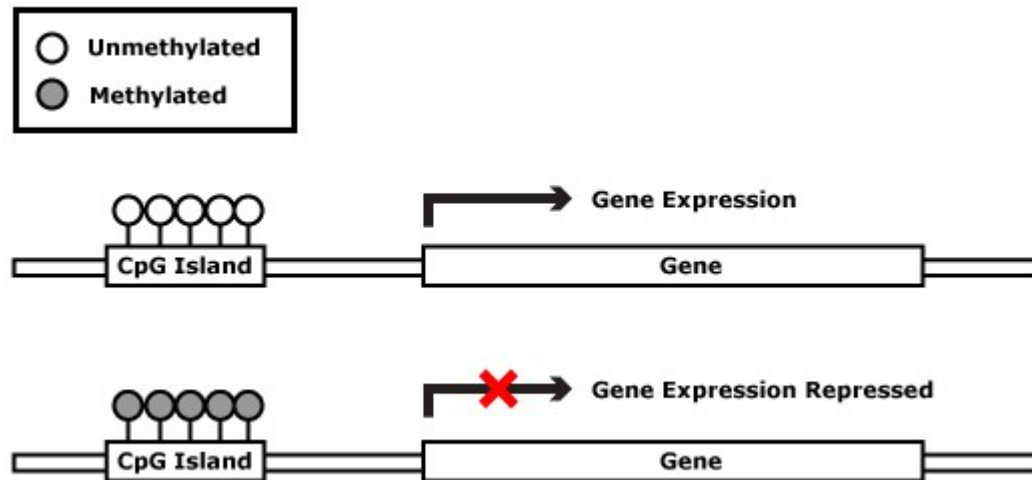 Unmethylated
Methylated
Gene Expression
CpG Island
Gene
Gene Expression Repressed
CpG Island
Gene